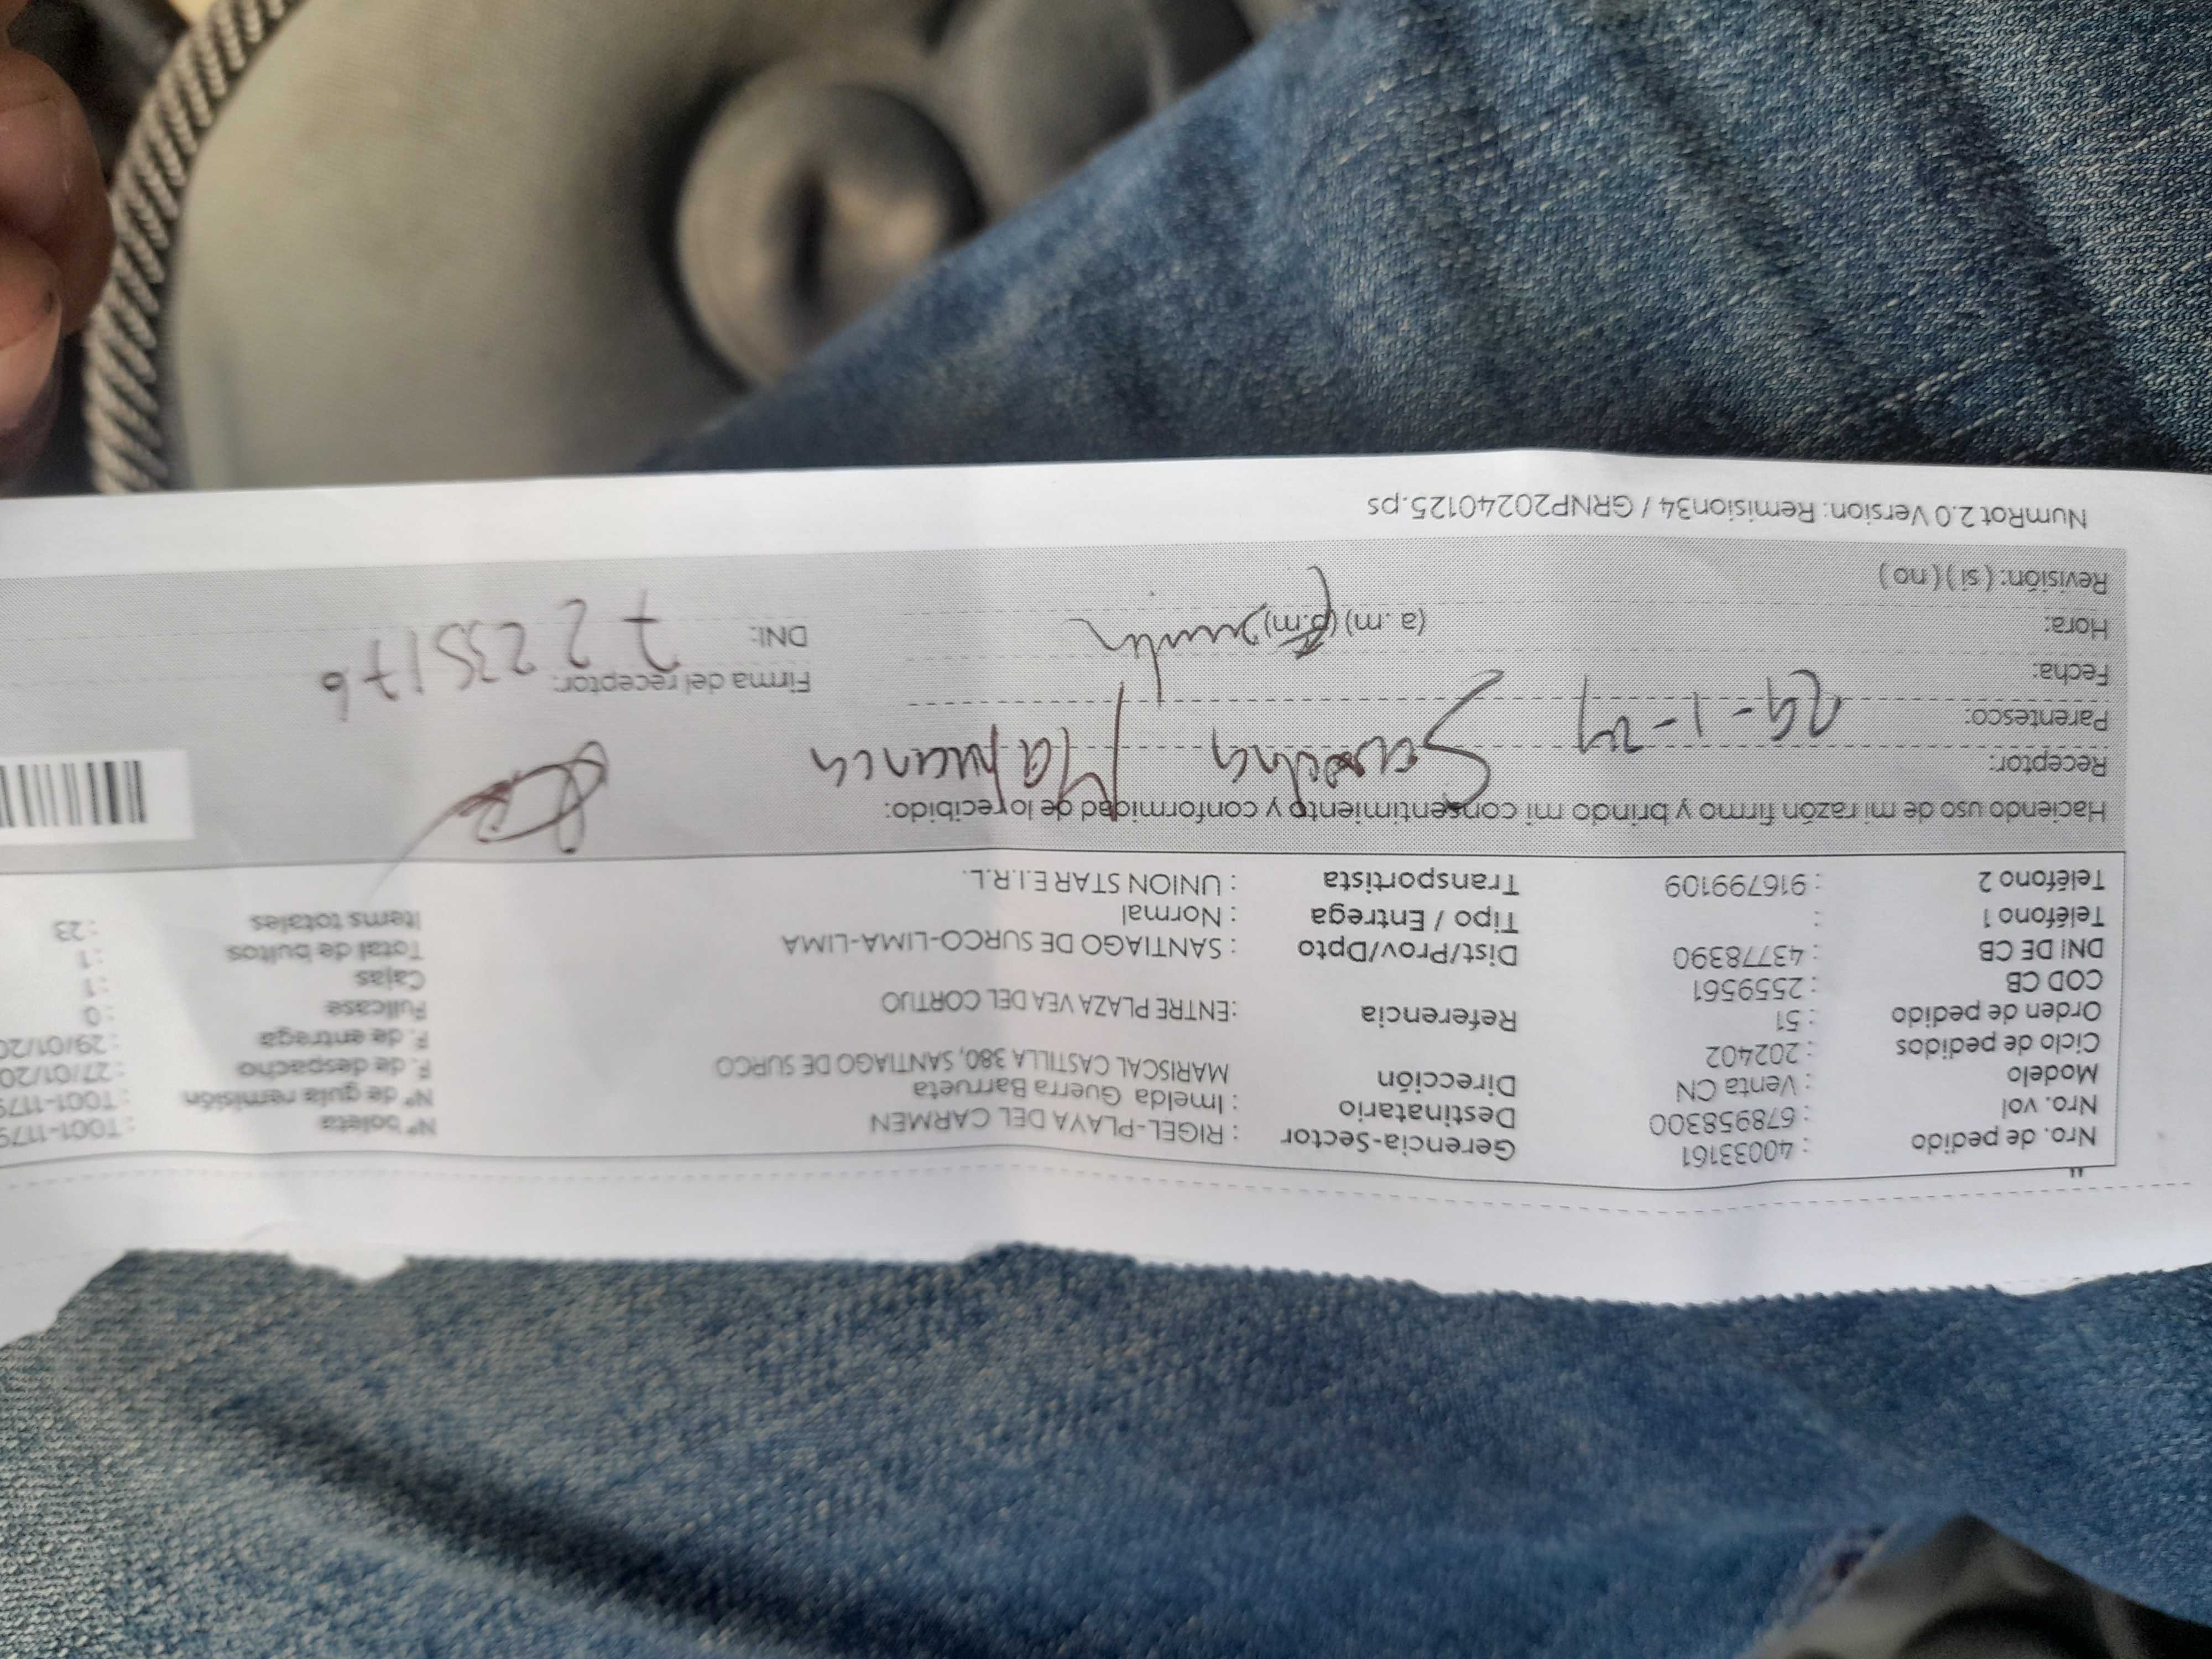 Nro. de pedido : 40033161 Gerencia-Sector : RIGEL-PLAYA DEL CARMEN Nº boleta : T001-1179
Nro. vol : 678958300 Destinatario : Imelda Guerra Barrueta Nº de guía remisión : T001-1179
Modelo : Venta CN Dirección MARISCAL CASTILLA 380, SANTIAGO DE SURCO F. de despacho : 27/01/20
Ciclo de pedidos : 202402 F. de entrega : 29/01/20
Orden de pedido : 51 Referencia :ENTRE PLAZA VEA DEL CORTIJO Fullcase : 0
COD CB : 2559561 Cajas : 1
DNI DE CB : 43778390 Dist/Prov/Dpto : SANTIAGO DE SURCO-LIMA-LIMA Total de bultos : 1
Teléfono 1 : Tipo / Entrega : Normal Items totales : 23
Teléfono 2 : 916799109 Transportista : UNION STAR E.I.R.L.
Haciendo uso de mi razón firmo y brindo mi consentimiento y conformidad de lo recibido:
Receptor:
Parentesco: 29-1-24
Fecha: Firma del receptor:
Hora: (a.m) (p.m) DNI: 72235176
Revisión: ( si ) ( no )
NumRot 2.0 Version: Remision34 / GRNP20240125.ps